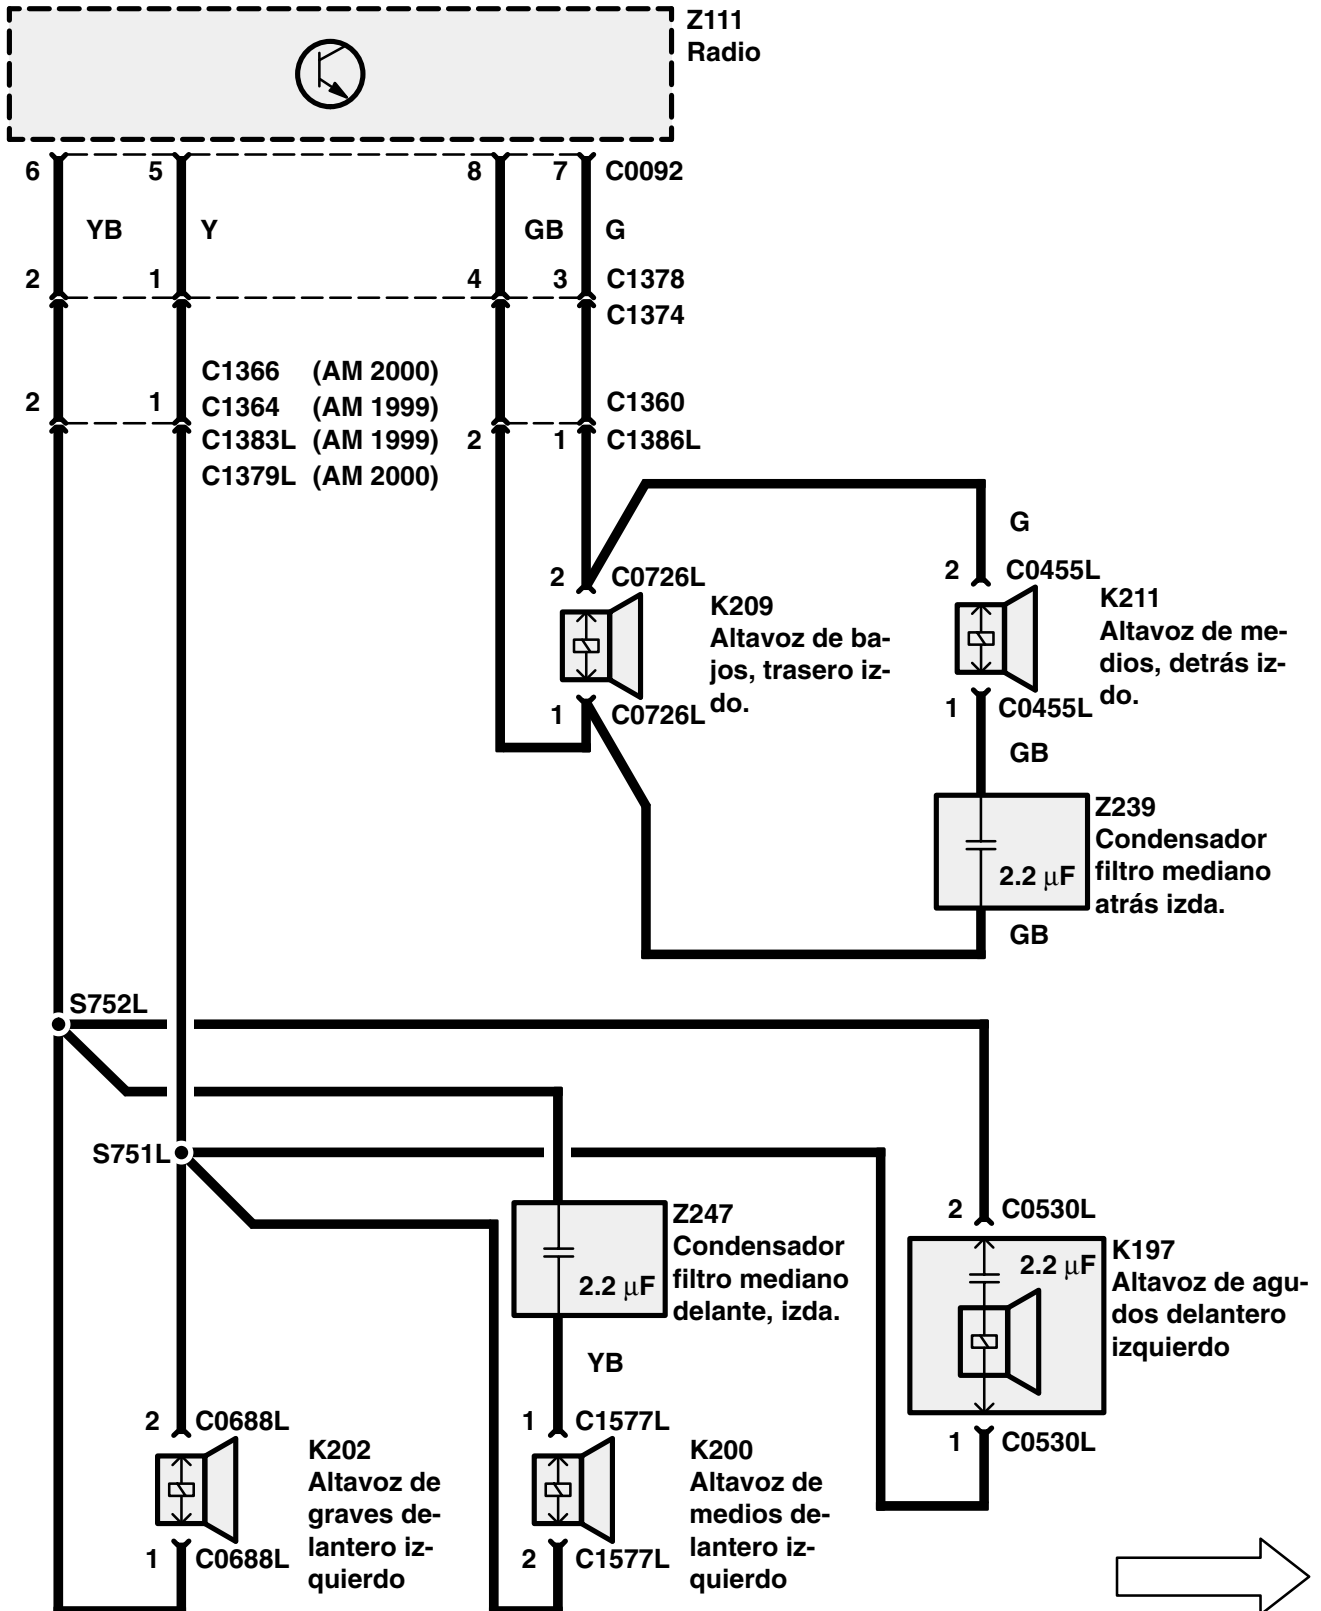 Z111
Radio
6 5 8 7 C0092
YB Y GB G
2 1 4 3 C1378
C1374
C1366 (AM 2000)
2 1 C1364 (AM 1999) C1360
C1383L (AM 1999) 2 1 C1386L
C1379L (AM 2000)
G
2 C0726L 2 C0455L
K209
Altavoz de ba-
jos, trasero iz-
do.
K211
Altavoz de me-
dios, detrás iz-
do.
1 C0726L 1 C0455L
GB
Z239
Condensador
filtro mediano
atrás izda.
2.2 μF
GB
S752L
S751L
Z247
Condensador
filtro mediano
delante, izda.
2.2 μF
2 C0530L
K197
Altavoz de agu-
dos delantero
izquierdo
2.2 μF
YB
2 C0688L 1 C1577L 1 C0530L
K202
Altavoz de
graves de-
lantero iz-
quierdo
K200
Altavoz de
medios de-
lantero iz-
quierdo
1 C0688L 2 C1577L